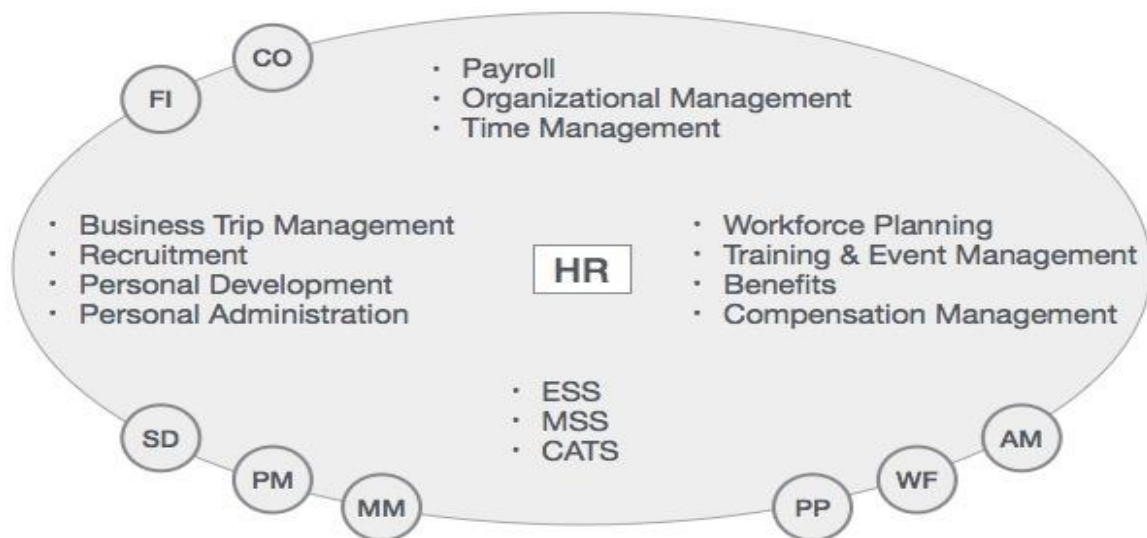 CO
FI
· Payroll
· Organizational Management
· Time Management
· Business Trip Management
· Recruitment
· Personal Development
· Personal Administration
HR
· Workforce Planning
· Training & Event Management
· Benefits
· Compensation Management
· ESS
· MSS
· CATS
SD
PM
MM
PP
WF
AM